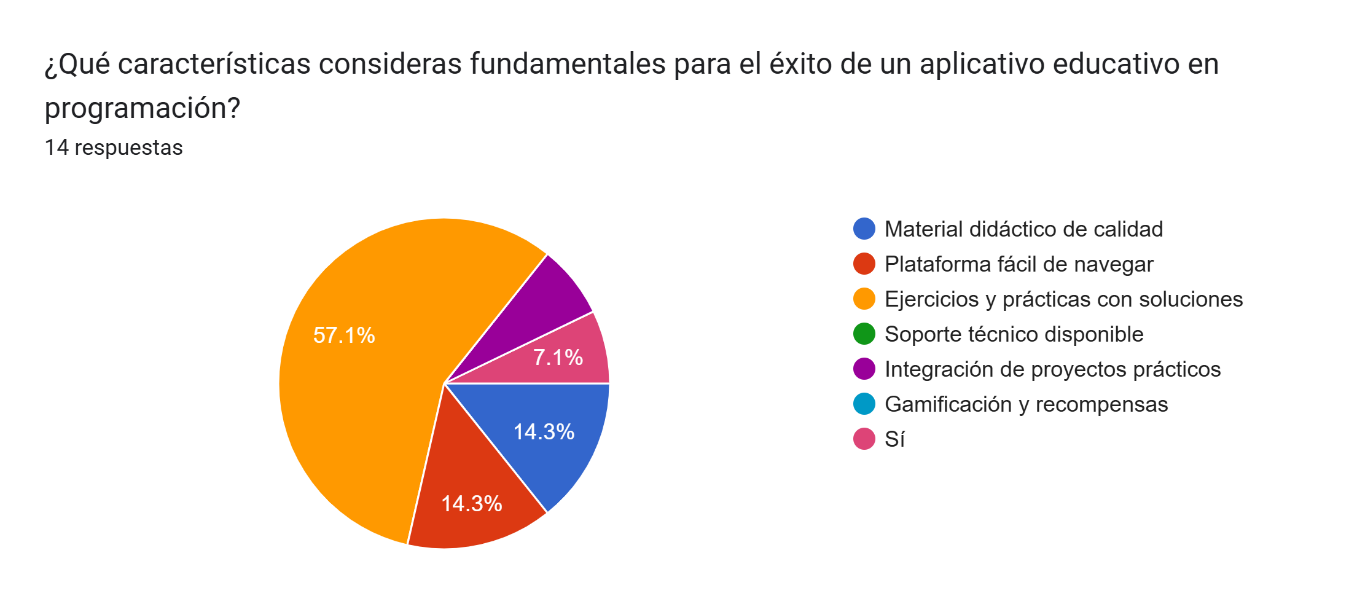 ¿Qué características consideras fundamentales para el éxito de un aplicativo educativo en
programación?
14 respuestas
57.1%
7.1%
14.3%
14.3%
Material didáctico de calidad
Plataforma fácil de navegar
Ejercicios y prácticas con soluciones
Soporte técnico disponible
Integración de proyectos prácticos
Gamificación y recompensas
Sí